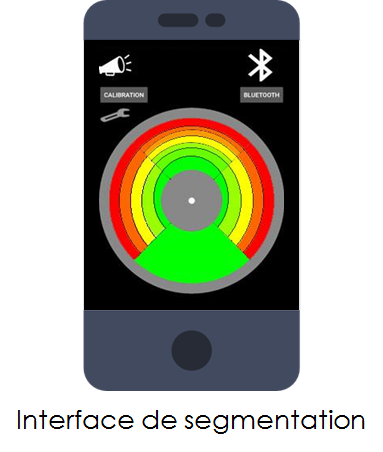 CALIBRATION
BLUETOOTH
Interface de segmentation